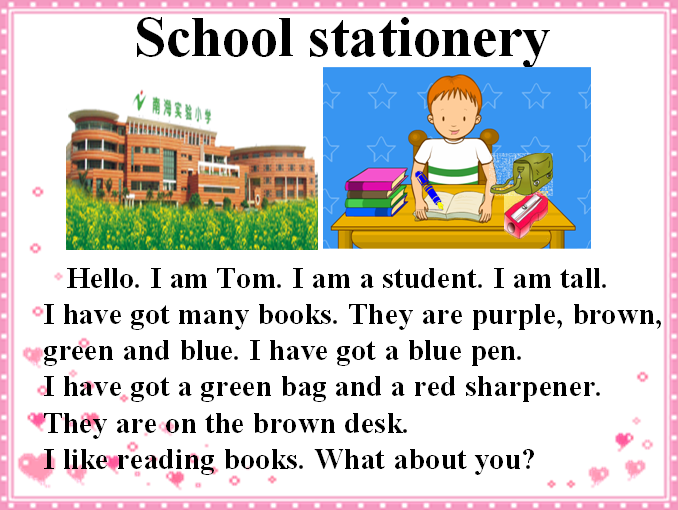 School stationery
南海实验小学
Hello. I am Tom. I am a student. I am tall.
I have got many books. They are purple, brown,
green and blue. I have got a blue pen.
I have got a green bag and a red sharpener.
They are on the brown desk.
I like reading books. What about you?